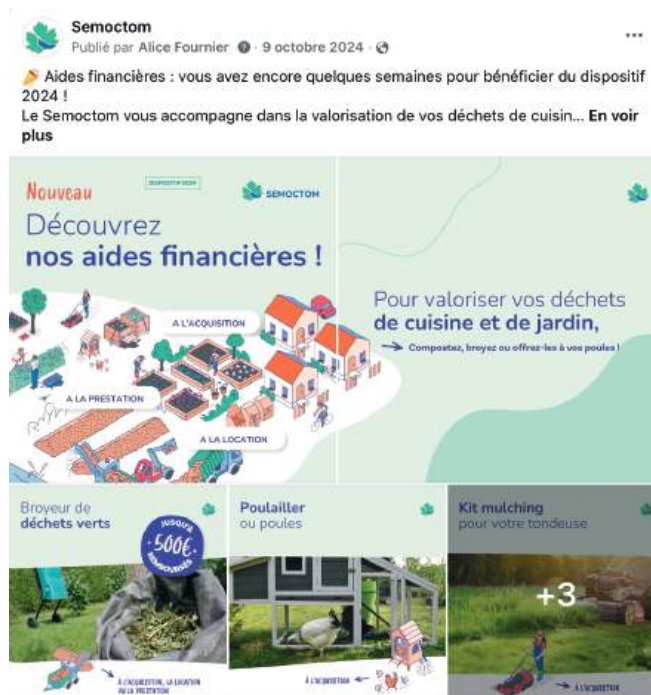 Semoctom
Publié par Alice Fournier · 9 octobre 2024 ·
Aides financières : vous avez encore quelques semaines pour bénéficier du dispositif
2024 !
Le Semoctom vous accompagne dans la valorisation de vos déchets de cuisin... En voir
plus
Nouveau
DISPOSITIF 2024
SEMOCTOM
Découvrez
nos aides financières !
A L'ACQUISITION
A LA PRESTATION
A LA LOCATION
Pour valoriser vos déchets
de cuisine et de jardin,
Compostez, broyez ou offrez-les à vos poules !
Broyeur de
déchets verts
JUSQU'À
500€
REMBOURSÉS
À L'ACQUISITION, LA LOCATION
OU LA PRESTATION
Poulailler
ou poules
À L'ACQUISITION
Kit mulching
pour votre tondeuse
+3
À L'ACQUISITION